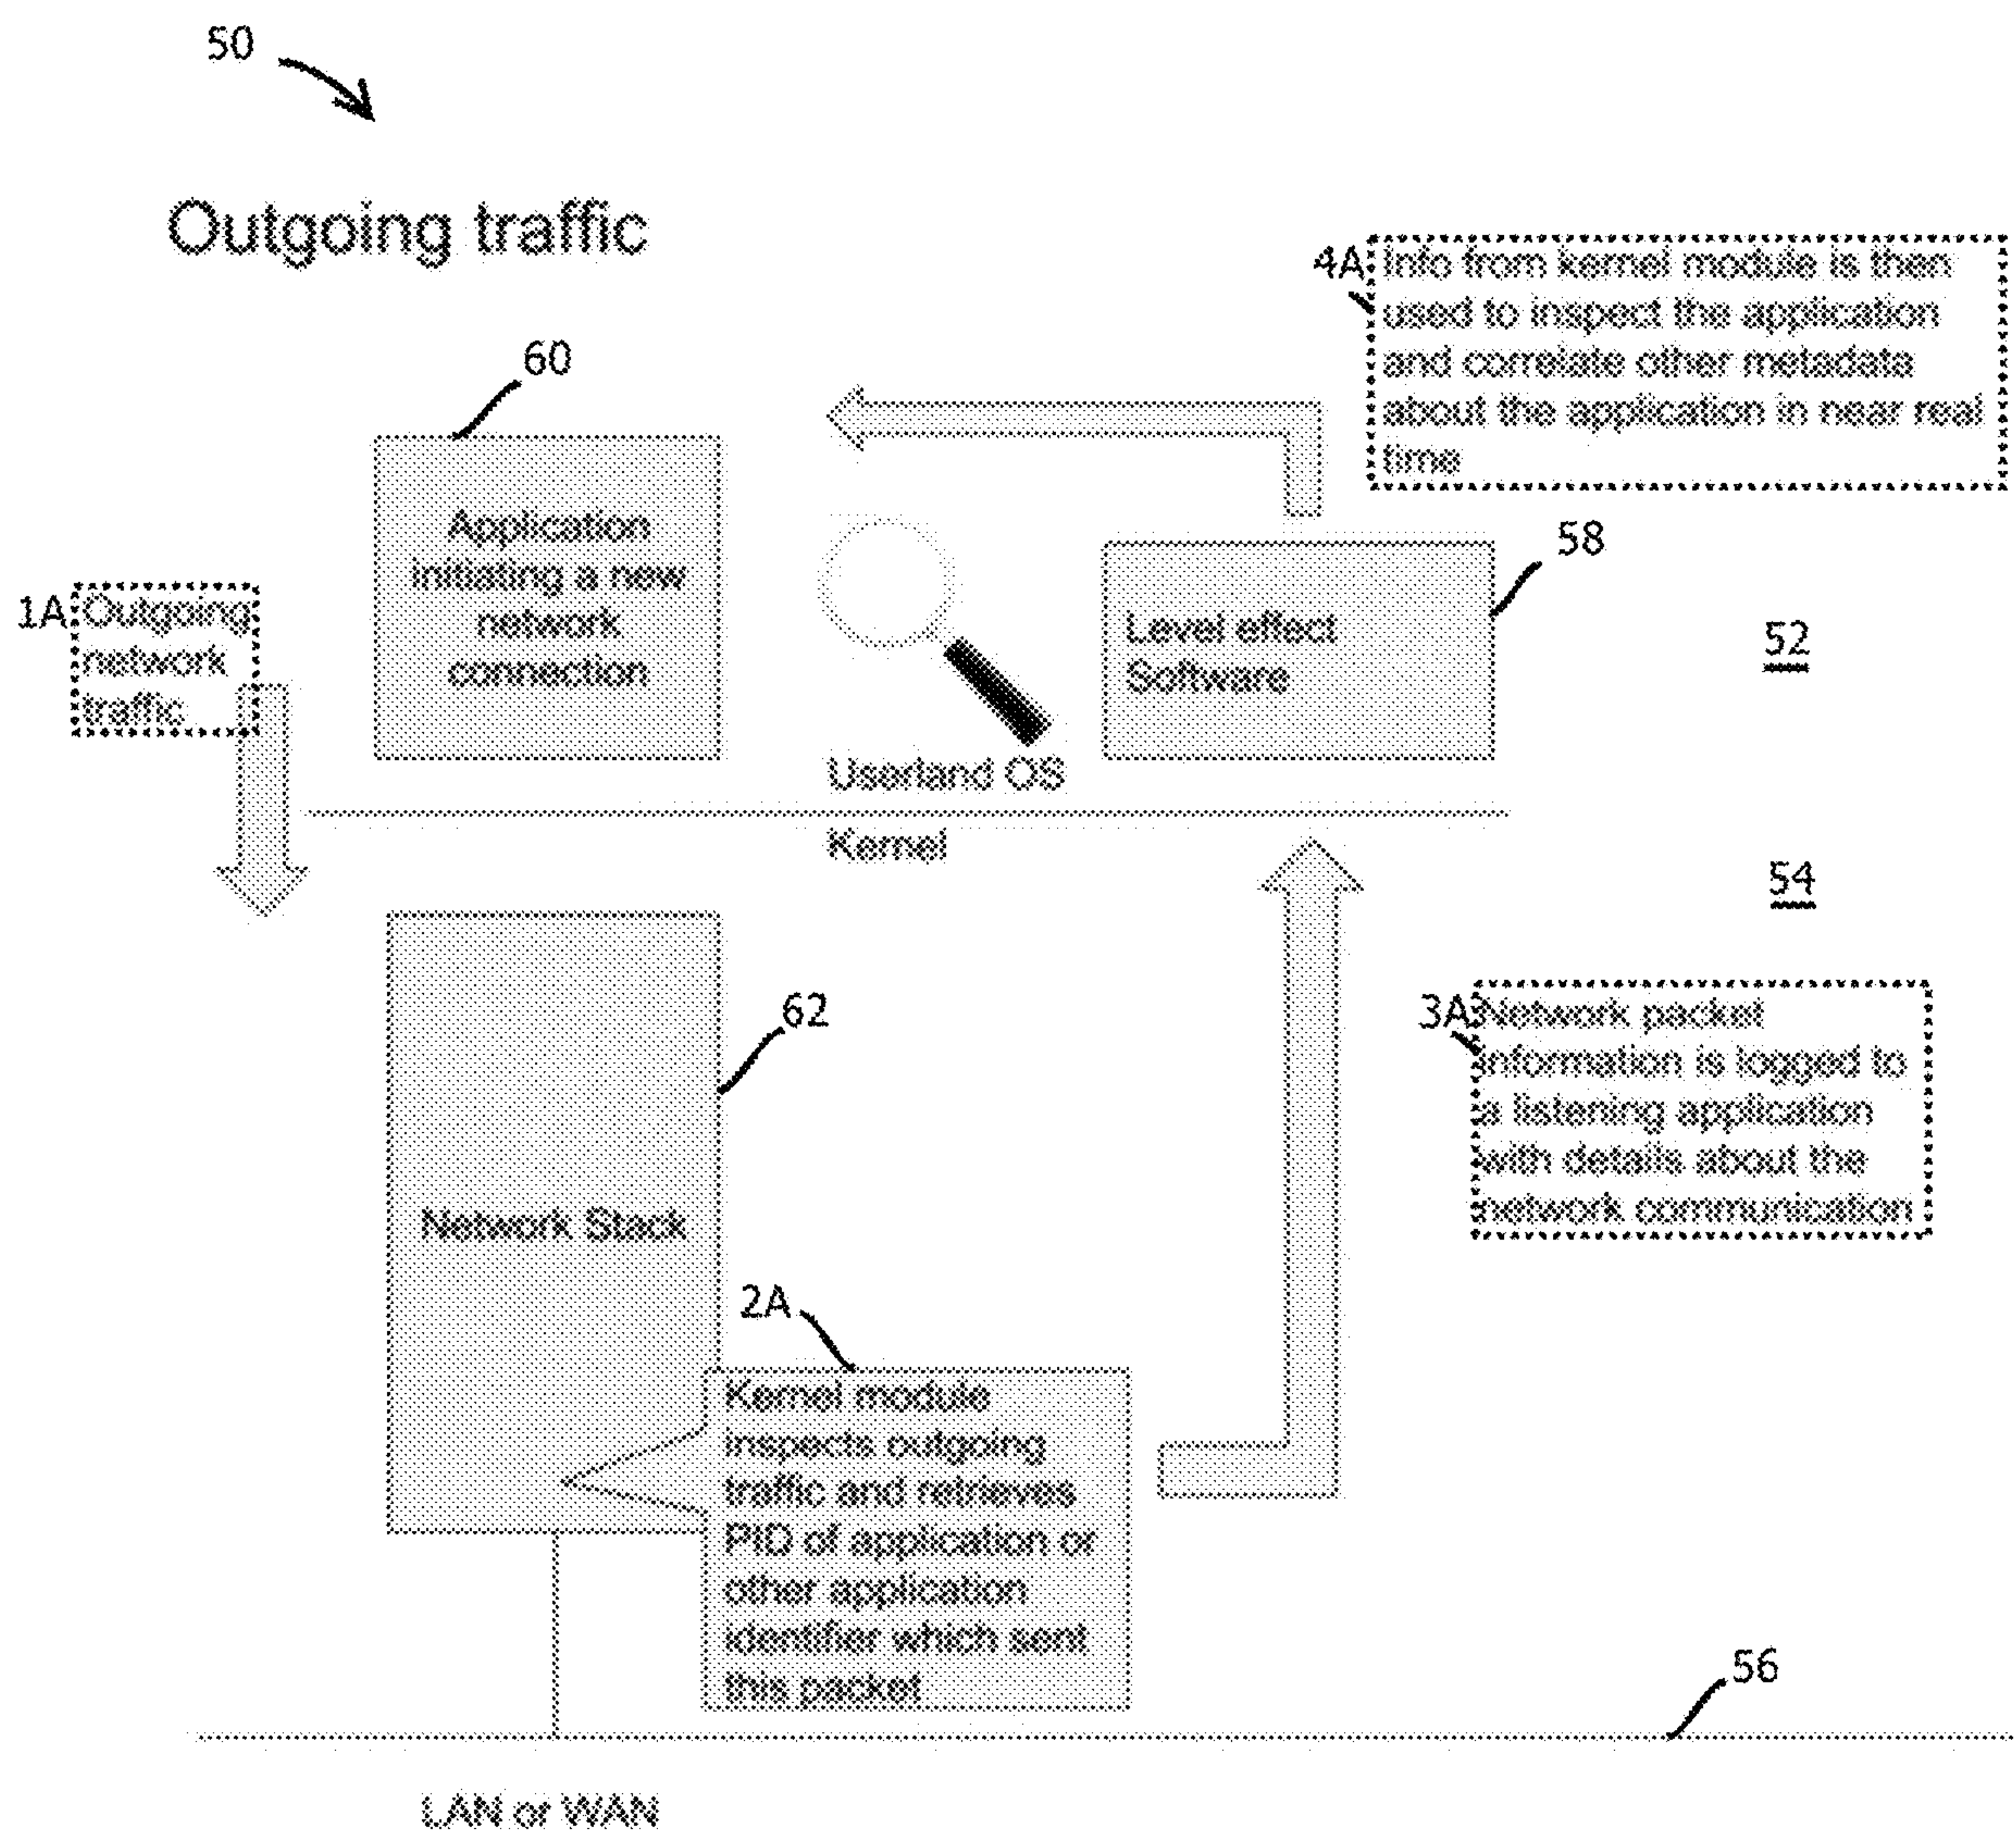 50
Outgoing traffic
4A
Info from kernel module is then
used to inspect the application
and correlate other metadata
about the application in near real
time
60
Application
initiating a new
network
connection
58
Level effect
Software
1A
Outgoing
network
traffic
52
Userland OS
Kernel
54
62
Network Stack
3A
Network packet
information is logged to
a listening application
with details about the
network communication
2A
Kernel module
inspects outgoing
traffic and retrieves
PID of application or
other application
identifier which sent
this packet
56
LAN or WAN